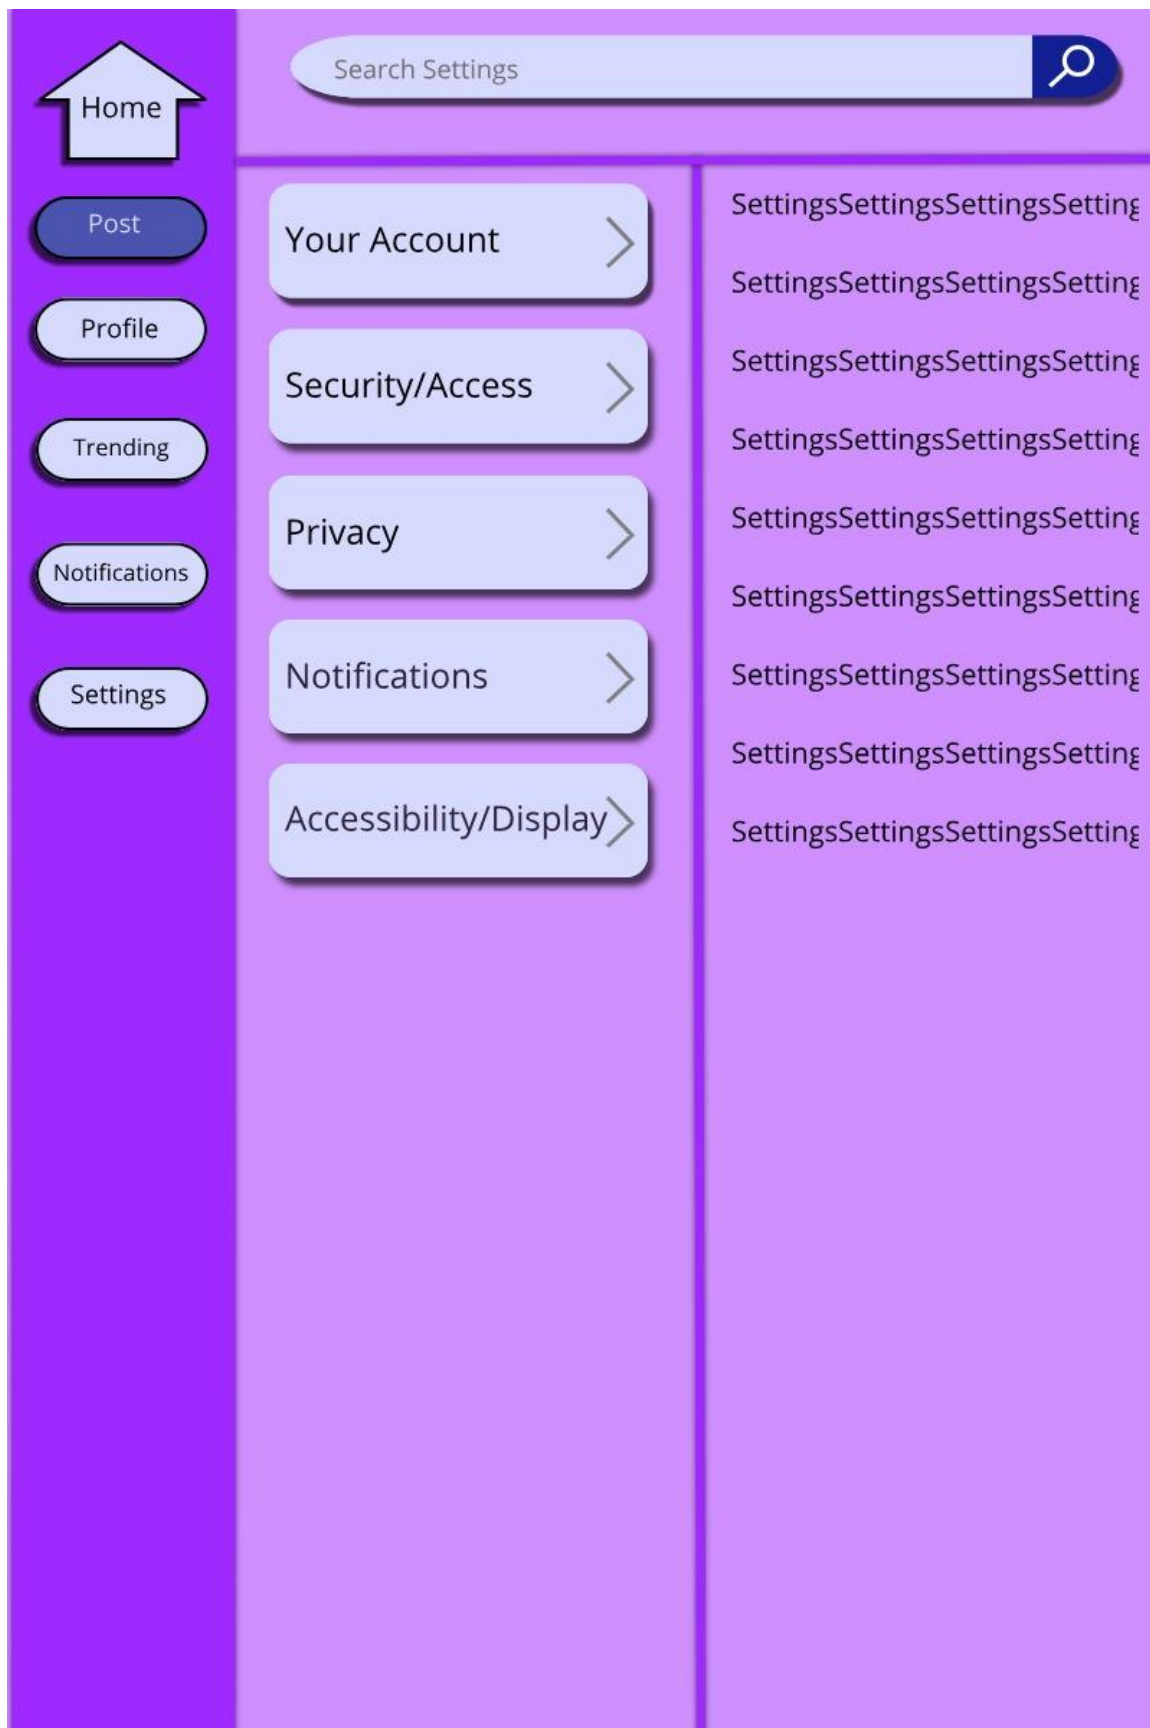 Home
Post
Profile
Trending
Notifications
Settings
Search Settings
Your Account
Security/Access
Privacy
Notifications
Accessibility/Display
SettingsSettingsSettingsSetting
SettingsSettingsSettingsSetting
SettingsSettingsSettingsSetting
SettingsSettingsSettingsSetting
SettingsSettingsSettingsSetting
SettingsSettingsSettingsSetting
SettingsSettingsSettingsSetting
SettingsSettingsSettingsSetting
SettingsSettingsSettingsSetting